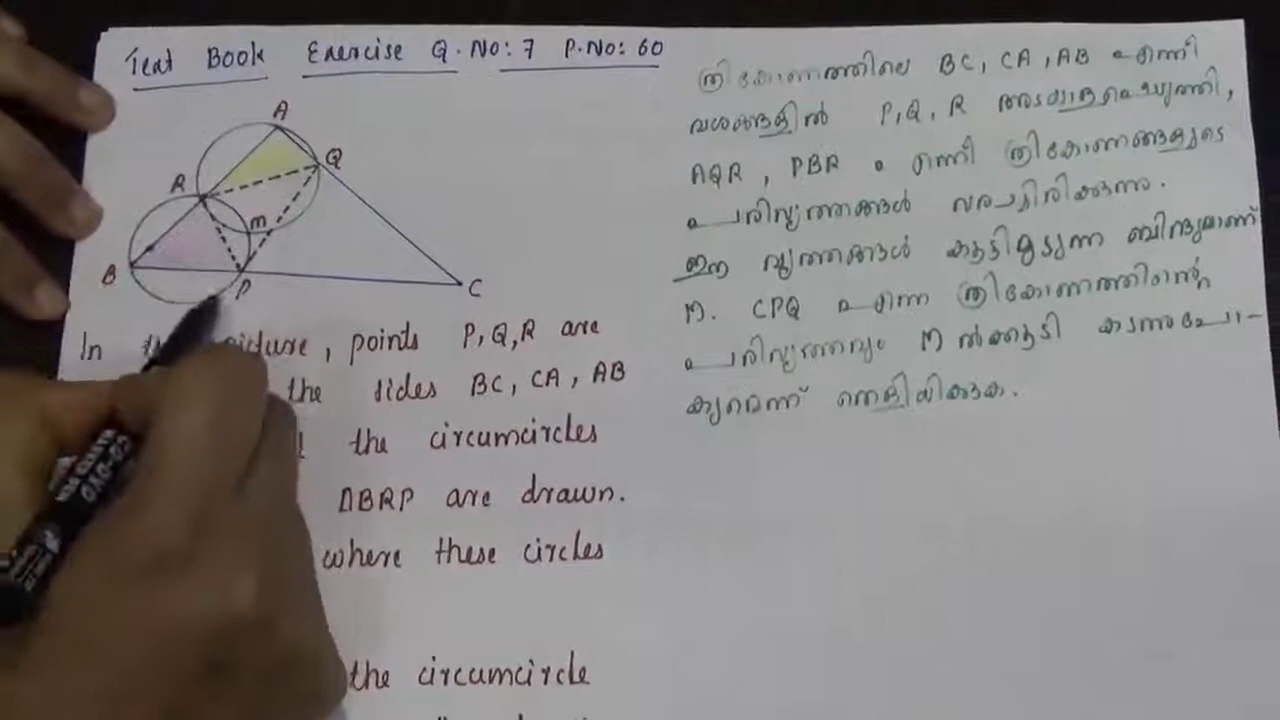 Text Book Exercise Q.No: 7 P.No: 60
A
Q
R
m
B
P
C
In picture, points P, Q, R are
the sides BC, CA, AB
the circumcircles
ΔBRP are drawn.
where these circles
the circumcircle
ത്രികോണത്തിലെ BC, CA, AB എന്നീ
വശങ്ങളിൽ P, Q, R അടയാളപ്പെടുത്തി,
AQR, PBR എന്നീ ത്രികോണങ്ങളുടെ
പരിവൃത്തങ്ങൾ വരച്ചിരിക്കുന്നു.
ഈ വൃത്തങ്ങൾ കൂട്ടിമുട്ടുന്ന ബിന്ദുവാണ്
M. CPQ എന്ന ത്രികോണത്തിന്റെ
പരിവൃത്തവും M ൽക്കൂടി കടന്നുപോ-
കുമെന്ന് തെളിയിക്കുക.